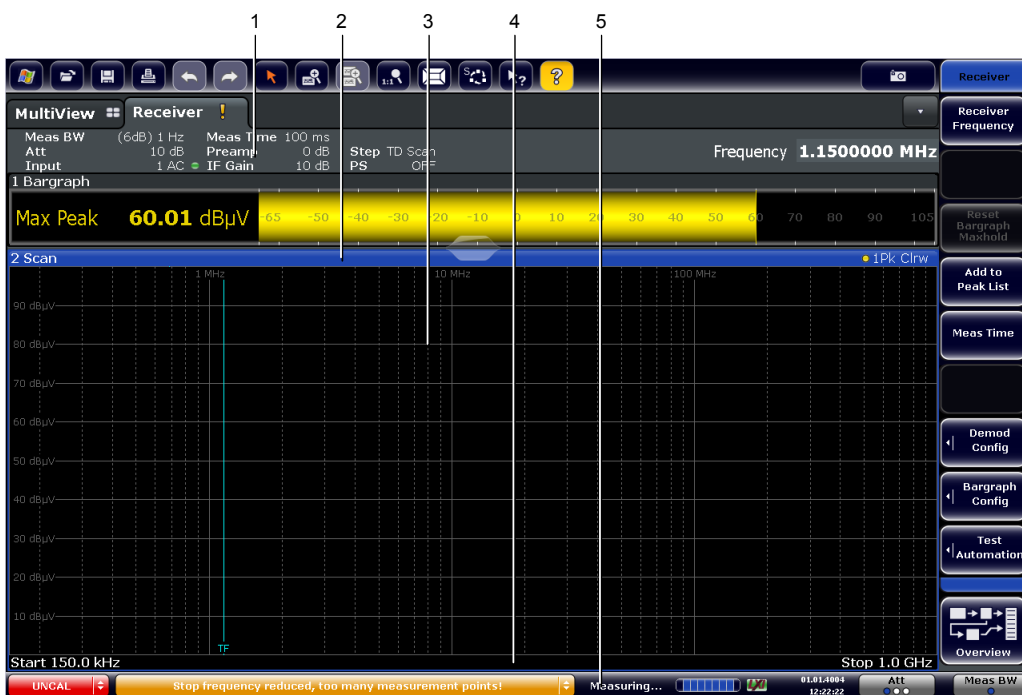 1 2 3 4 5
Receiver
MultiView Receiver !
Meas BW (6dB) 1 Hz Meas Time 100 ms
Att 10 dB Preamp 0 dB Step TD Scan
Input 1 AC IF Gain 10 dB PS OFF
Frequency 1.1500000 MHz
1 Bargraph
Max Peak 60.01 dBµV
-65 -50 -40 -30 -20 -10 0 10 20 30 40 50 60 70 80 90 105
2 Scan 1Pk Clrw
1 MHz 10 MHz 100 MHz
90 dBµV
80 dBµV
70 dBµV
60 dBµV
50 dBµV
40 dBµV
30 dBµV
20 dBµV
10 dBµV
TF
Start 150.0 kHz Stop 1.0 GHz
UNCAL Stop frequency reduced, too many measurement points! Measuring... 01.01.4004
12:22:22
Att Meas BW
Receiver
Frequency
Reset
Bargraph
Maxhold
Add to
Peak List
Meas Time
Demod
Config
Bargraph
Config
Test
Automation
Overview
1:1
S
?
?